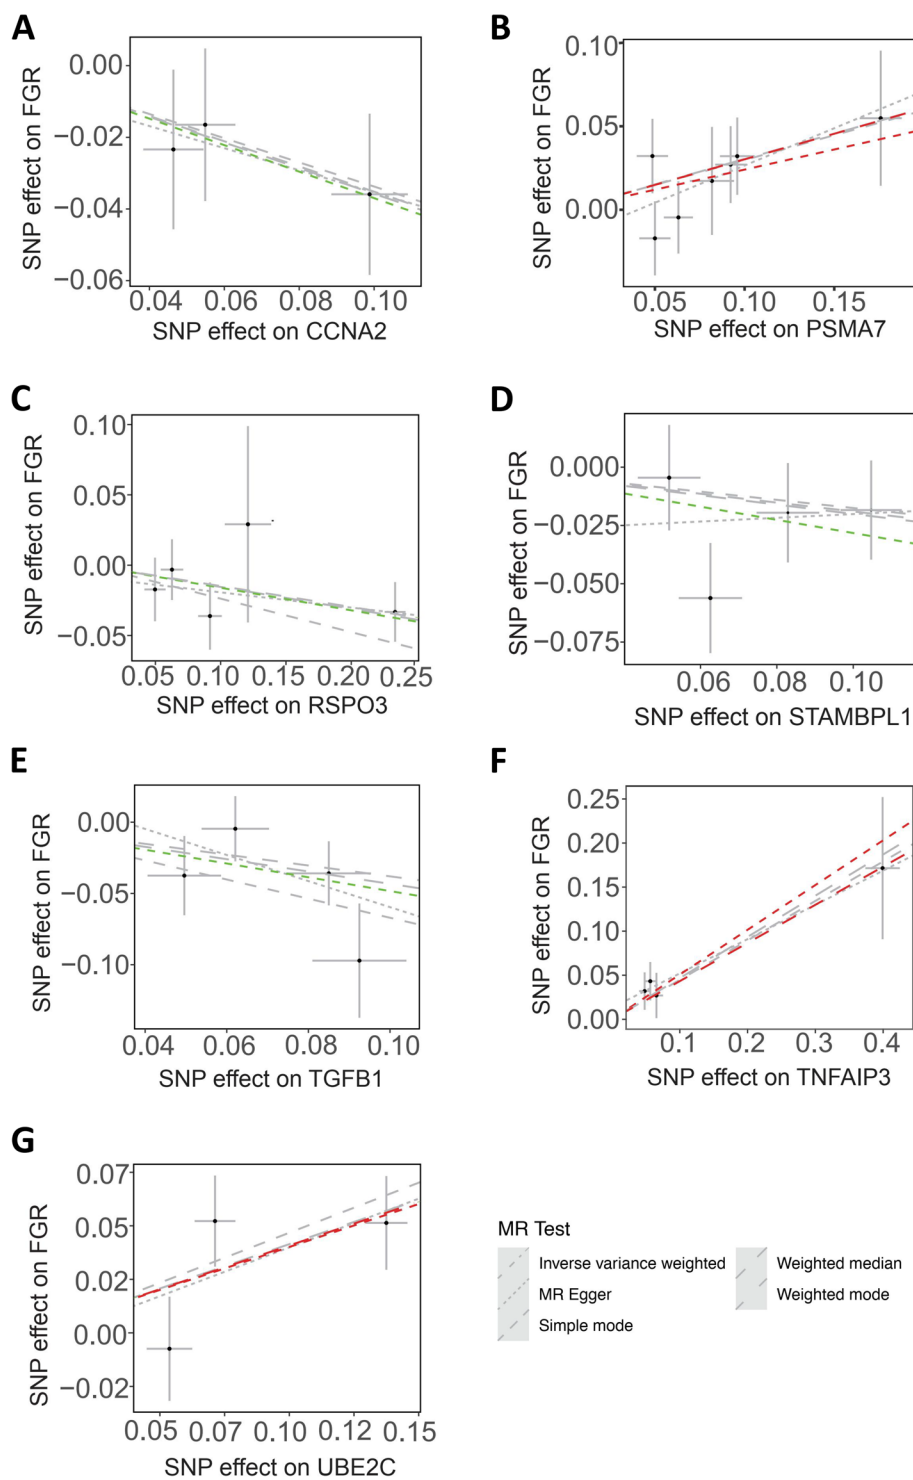 A
B
SNP effect on FGR
0.00
−0.02
−0.04
−0.06
0.04
0.06
0.08
0.10
SNP effect on CCNA2
SNP effect on FGR
0.10
0.05
0.00
0.05
0.10
0.15
SNP effect on PSMA7
C
D
SNP effect on FGR
0.10
0.05
0.00
−0.05
0.05
0.10
0.15
0.20
0.25
SNP effect on RSPO3
SNP effect on FGR
0.000
−0.025
−0.050
−0.075
0.06
0.08
0.10
SNP effect on STAMBPL1
E
F
SNP effect on FGR
0.00
−0.05
−0.10
0.04
0.06
0.08
0.10
SNP effect on TGFB1
SNP effect on FGR
0.25
0.20
0.15
0.10
0.05
0.00
0.1
0.2
0.3
0.4
SNP effect on TNFAIP3
G
SNP effect on FGR
0.07
0.05
0.02
0.00
−0.02
0.05
0.07
0.10
0.12
0.15
SNP effect on UBE2C
MR Test
Inverse variance weighted
MR Egger
Simple mode
Weighted median
Weighted mode